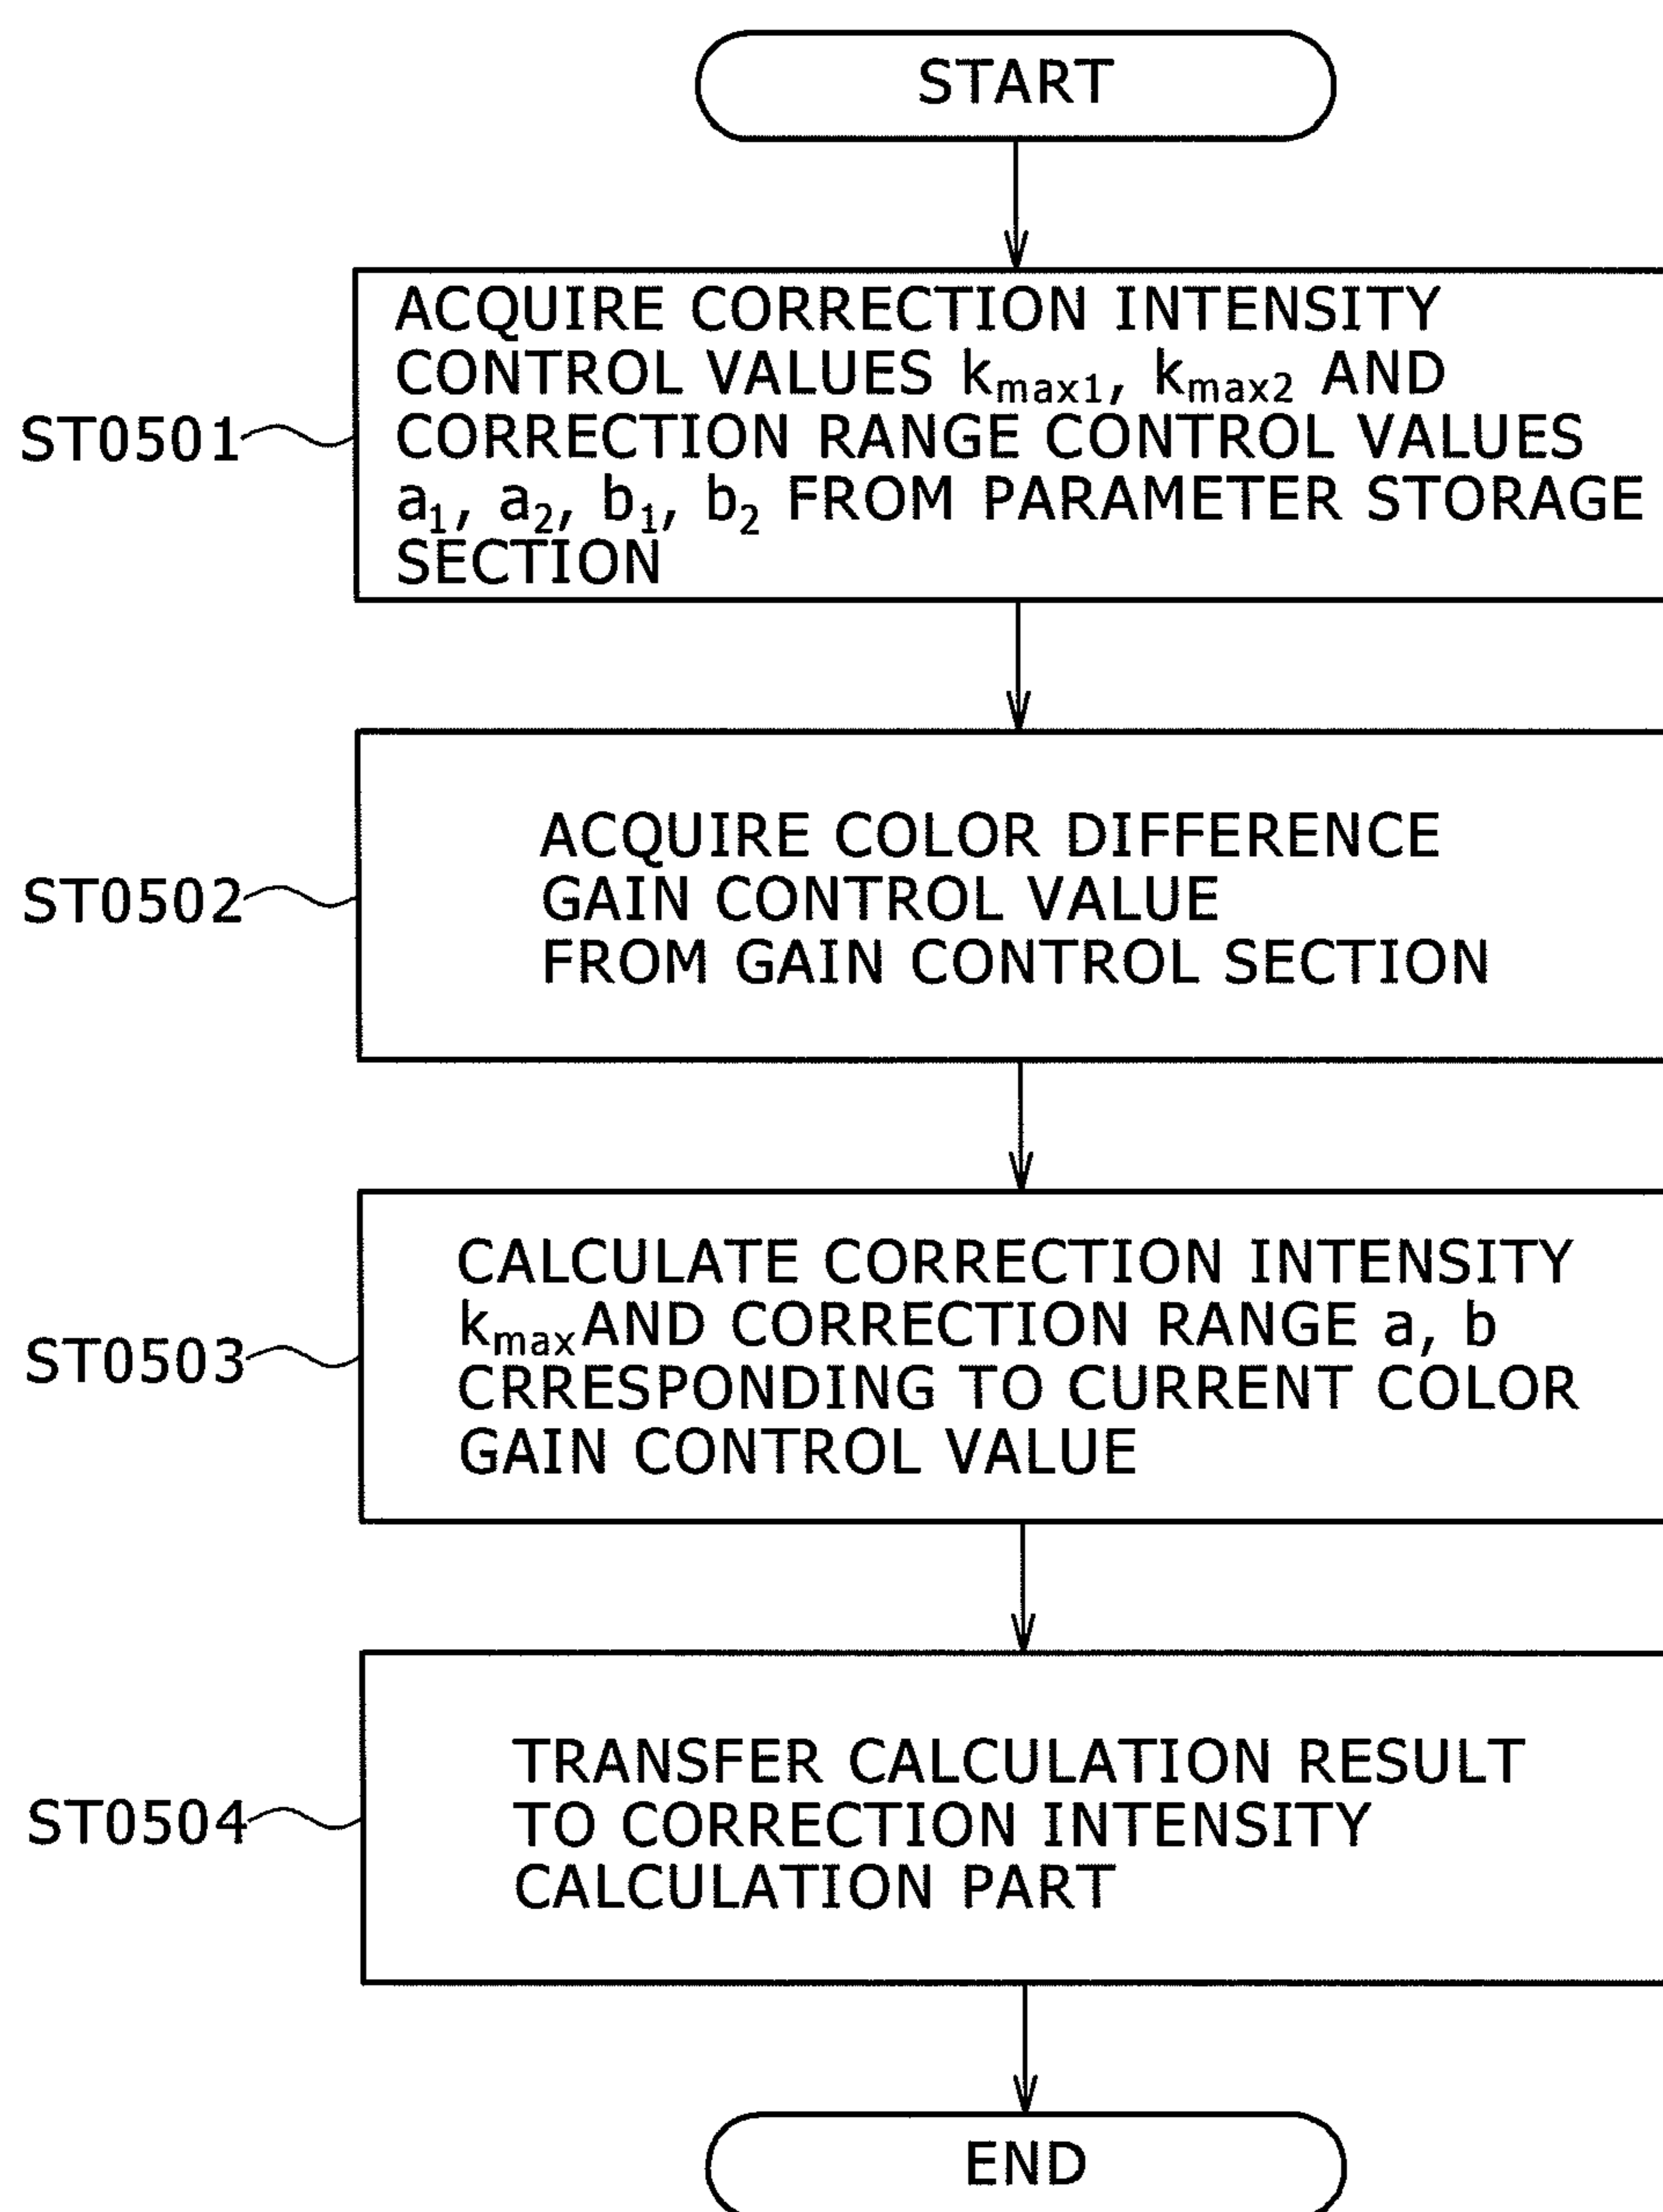 START
ACQUIRE CORRECTION INTENSITY
CONTROL VALUES kmax1, kmax2 AND
ST0501 CORRECTION RANGE CONTROL VALUES
a1, a2, b1, b2 FROM PARAMETER STORAGE
SECTION
ACQUIRE COLOR DIFFERENCE
ST0502 GAIN CONTROL VALUE
FROM GAIN CONTROL SECTION
CALCULATE CORRECTION INTENSITY
kmax AND CORRECTION RANGE a, b
ST0503 CRRESPONDING TO CURRENT COLOR
GAIN CONTROL VALUE
TRANSFER CALCULATION RESULT
ST0504 TO CORRECTION INTENSITY
CALCULATION PART
END